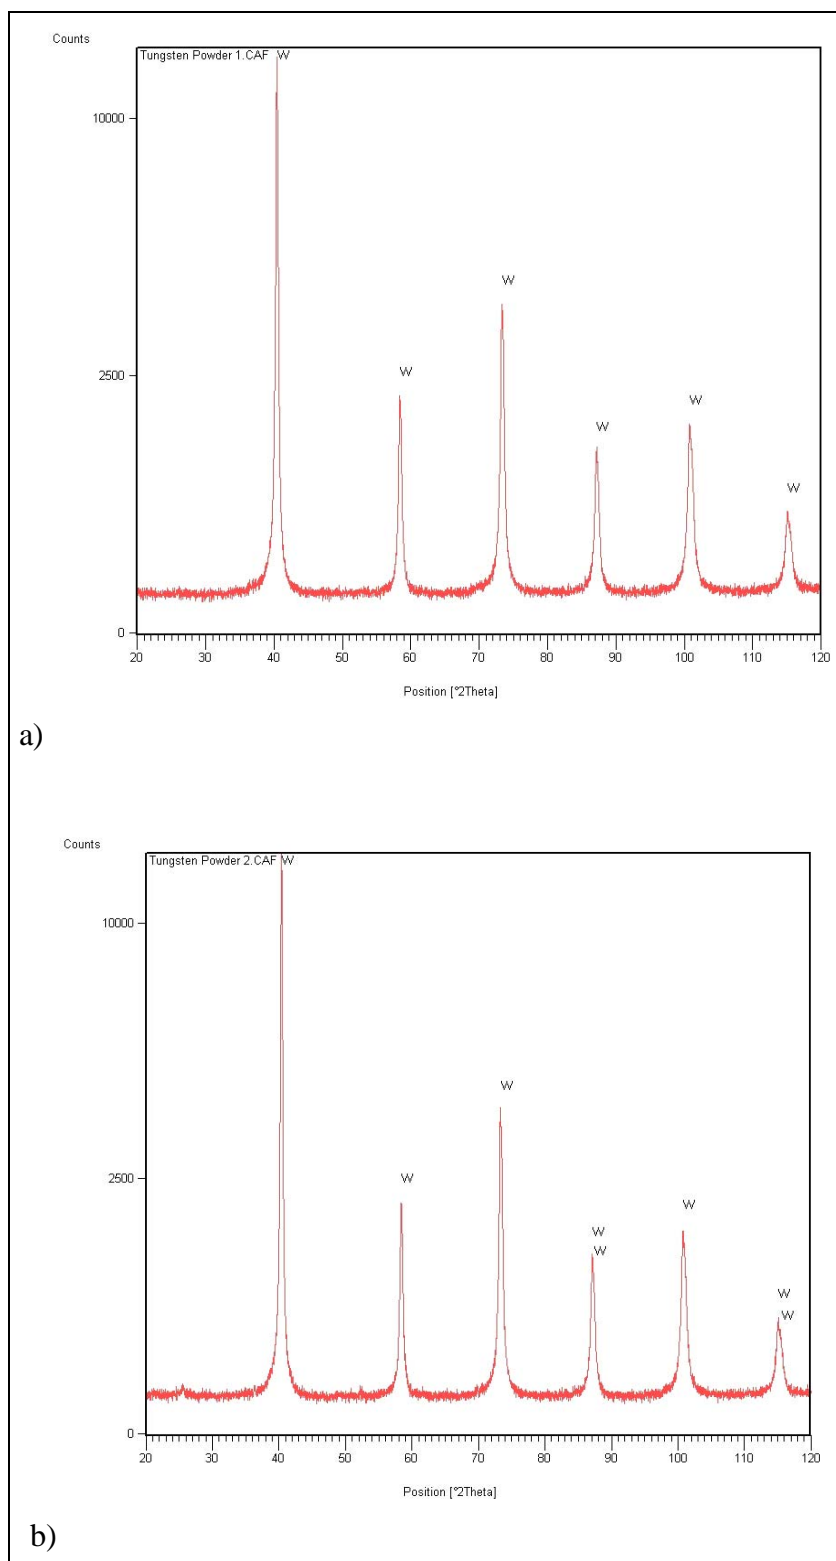 Counts
Tungsten Powder 1.CAF W
10000
W
2500
W
W
W
W
0
20 30 40 50 60 70 80 90 100 110 120
Position [°2Theta]
a)
Counts
Tungsten Powder 2.CAF W
10000
W
2500
W
W
W
W
W
W
0
20 30 40 50 60 70 80 90 100 110 120
Position [°2Theta]
b)